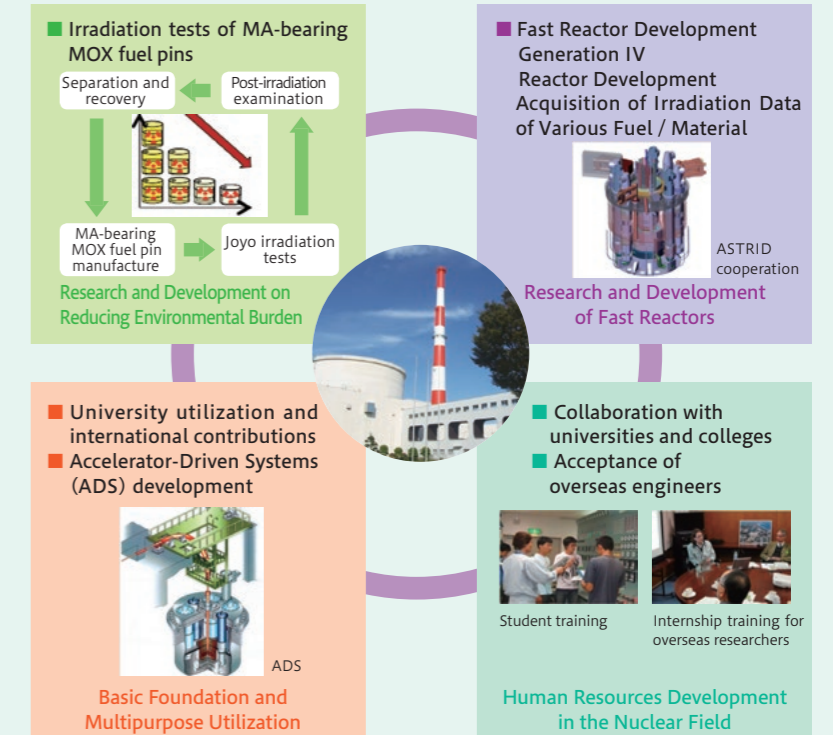 ■ Irradiation tests of MA-bearing
MOX fuel pins
Separation and
recovery
Post-irradiation
examination
MA-bearing
MOX fuel pin
manufacture
Joyo irradiation
tests
Research and Development on
Reducing Environmental Burden
■ Fast Reactor Development
Generation IV
Reactor Development
Acquisition of Irradiation Data
of Various Fuel / Material
ASTRID
cooperation
Research and Development
of Fast Reactors
■ University utilization and
international contributions
■ Accelerator-Driven Systems
(ADS) development
ADS
Basic Foundation and
Multipurpose Utilization
■ Collaboration with
universities and colleges
■ Acceptance of
overseas engineers
Student training
Internship training for
overseas researchers
Human Resources Development
in the Nuclear Field